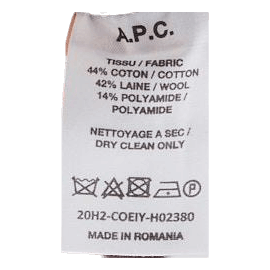 A.P.C.
TISSU / FABRIC
44% COTON / COTTON
42% LAINE / WOOL
14% POLYAMIDE /
POLYAMIDE
NETTOYAGE A SEC /
DRY CLEAN ONLY
P
20H2-COEIY-H02380
MADE IN ROMANIA